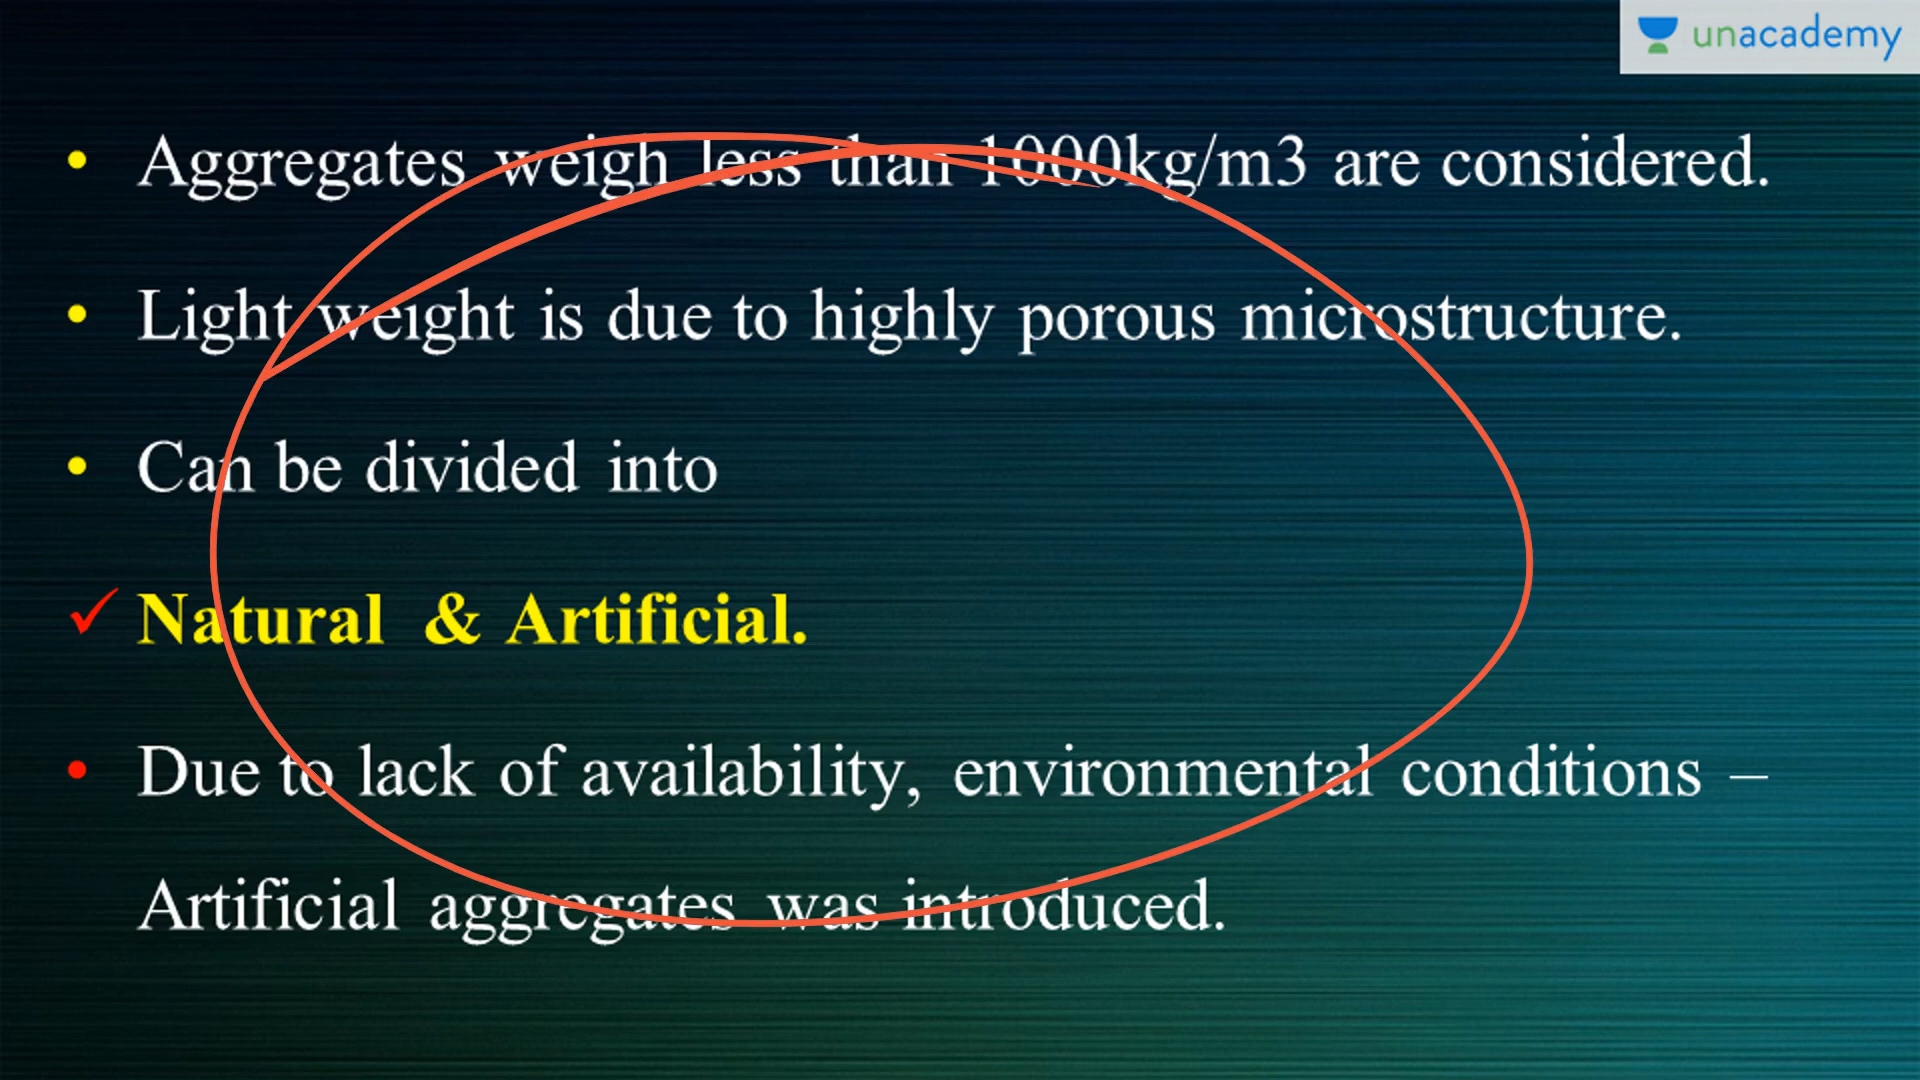 unacademy
• Aggregates weigh less than 1000kg/m3 are considered.
• Light weight is due to highly porous microstructure.
• Can be divided into
✓ Natural & Artificial.
• Due to lack of availability, environmental conditions –
Artificial aggregates was introduced.